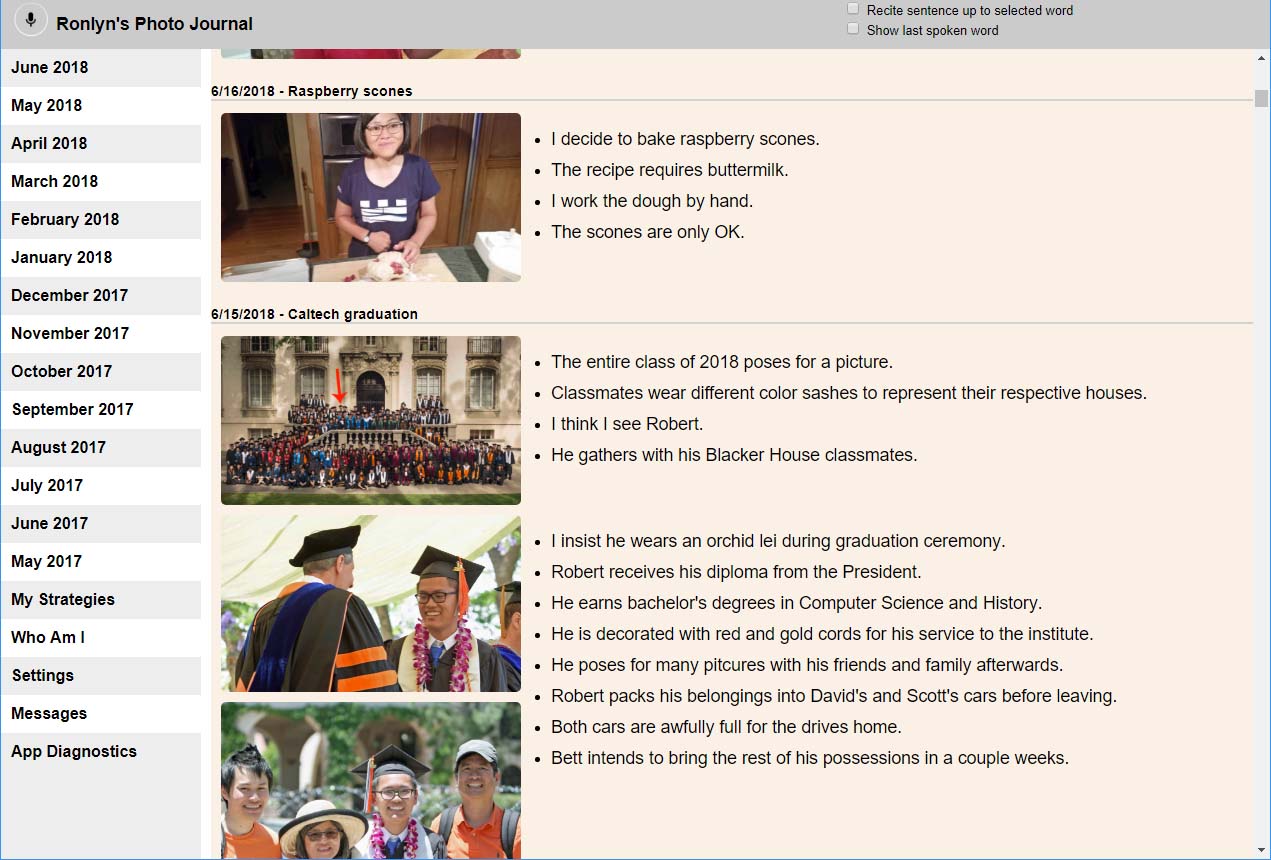 Ronlyn's Photo Journal
Recite sentence up to selected word
Show last spoken word
June 2018
May 2018
April 2018
March 2018
February 2018
January 2018
December 2017
November 2017
October 2017
September 2017
August 2017
July 2017
June 2017
May 2017
My Strategies
Who Am I
Settings
Messages
App Diagnostics
6/16/2018 - Raspberry scones
I decide to bake raspberry scones.
The recipe requires buttermilk.
I work the dough by hand.
The scones are only OK.
6/15/2018 - Caltech graduation
The entire class of 2018 poses for a picture.
Classmates wear different color sashes to represent their respective houses.
I think I see Robert.
He gathers with his Blacker House classmates.
I insist he wears an orchid lei during graduation ceremony.
Robert receives his diploma from the President.
He earns bachelor's degrees in Computer Science and History.
He is decorated with red and gold cords for his service to the institute.
He poses for many pitcures with his friends and family afterwards.
Robert packs his belongings into David's and Scott's cars before leaving.
Both cars are awfully full for the drives home.
Bett intends to bring the rest of his possessions in a couple weeks.